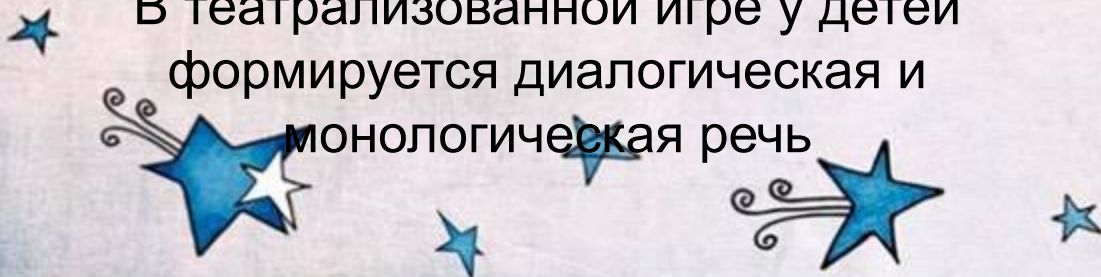 В театрализованной игре у детей
формируется диалогическая и
монологическая речь